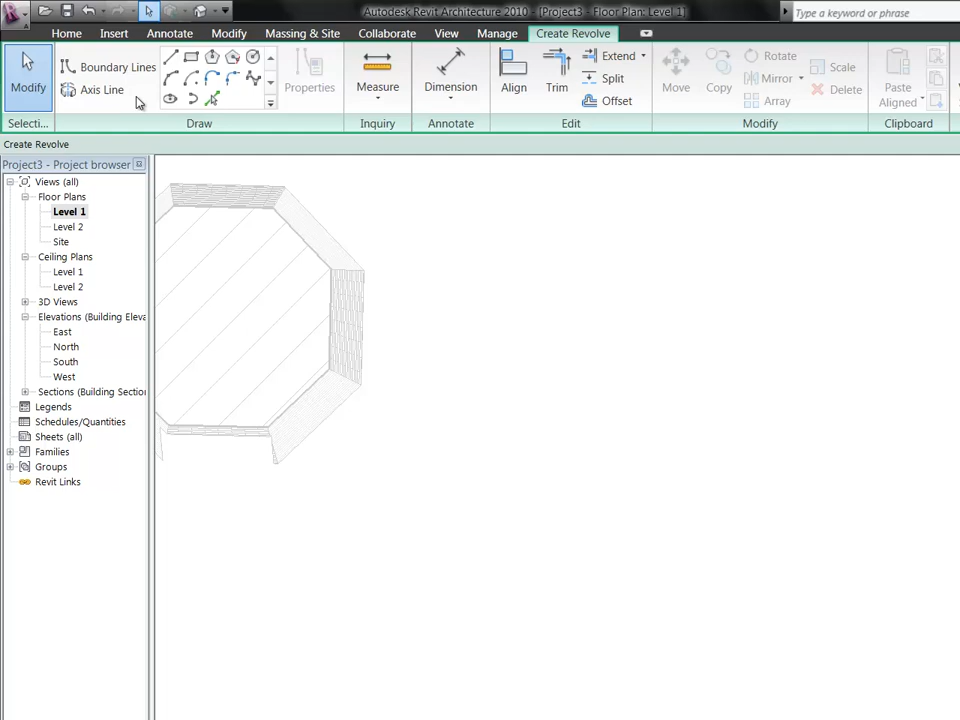 Autodesk Revit Architecture 2010 - [Project3 - Floor Plan: Level 1]
Type a keyword or phrase
Home Insert Annotate Modify Massing & Site Collaborate View Manage Create Revolve
Modify
Boundary Lines
Axis Line
Properties
Measure
Dimension
Align
Trim
Extend
Split
Offset
Move
Copy
Rotate
Mirror
Array
Scale
Delete
Paste
Aligned
Selecti... Draw Inquiry Annotate Edit Modify Clipboard
Create Revolve
Project3 - Project browser
Views (all)
Floor Plans
Level 1
Level 2
Site
Ceiling Plans
Level 1
Level 2
3D Views
Elevations (Building Eleva
East
North
South
West
Sections (Building Section
Legends
Schedules/Quantities
Sheets (all)
Families
Groups
Revit Links